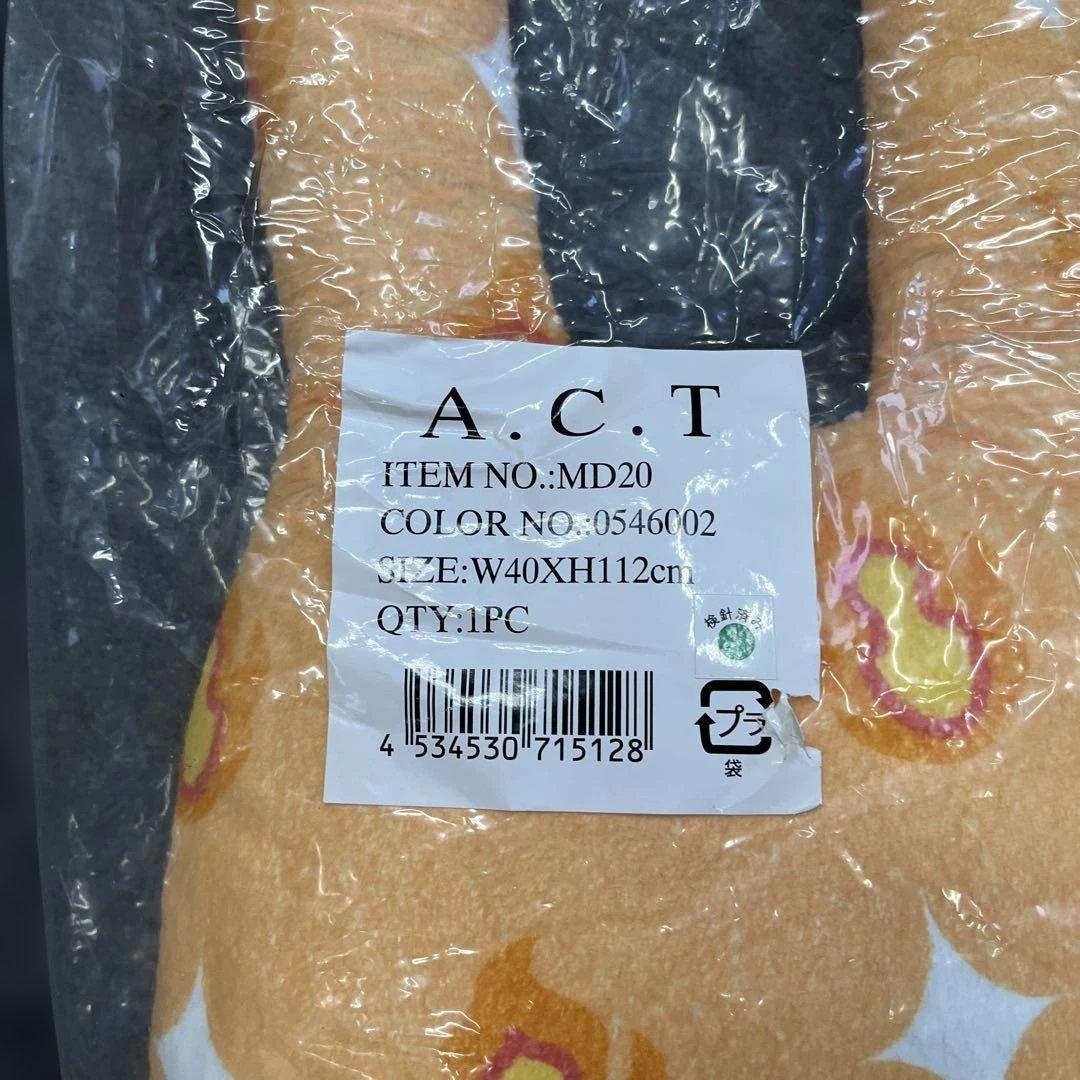 A.C.T
ITEM NO.:MD20
COLOR NO.:0546002
SIZE:W40XH112cm
QTY:1PC
検針済み
4 534530 715128
プラ
袋